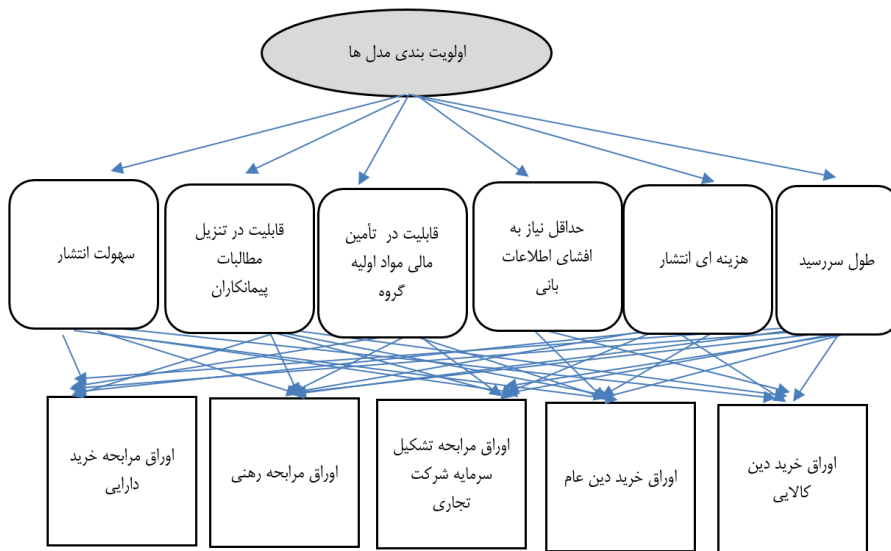 اولویت بندی مدل ها
طول سررسید
هزینه ای انتشار
حداقل نیاز به
افشای اطلاعات
بانی
قابلیت در تأمین
مالی مواد اولیه
گروه
قابلیت در تنزیل
مطالبات
پیمانکاران
سهولت انتشار
اوراق خرید دین
کالایی
اوراق خرید دین عام
اوراق مرابحه تشکیل
سرمایه شرکت
تجاری
اوراق مرابحه رهنی
اوراق مرابحه خرید
دارایی